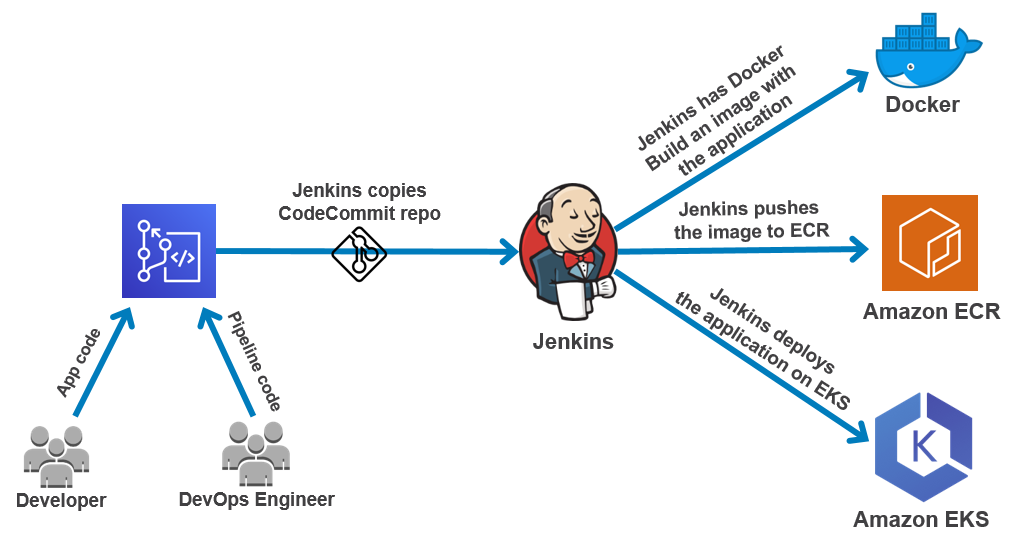 Jenkins has Docker
Build an image with
the application
Docker
Jenkins copies
CodeCommit repo
</>
Jenkins pushes
the image to ECR
Jenkins
Amazon ECR
Jenkins deploys
the application on EKS
App code
Pipeline code
K
Developer
DevOps Engineer
Amazon EKS